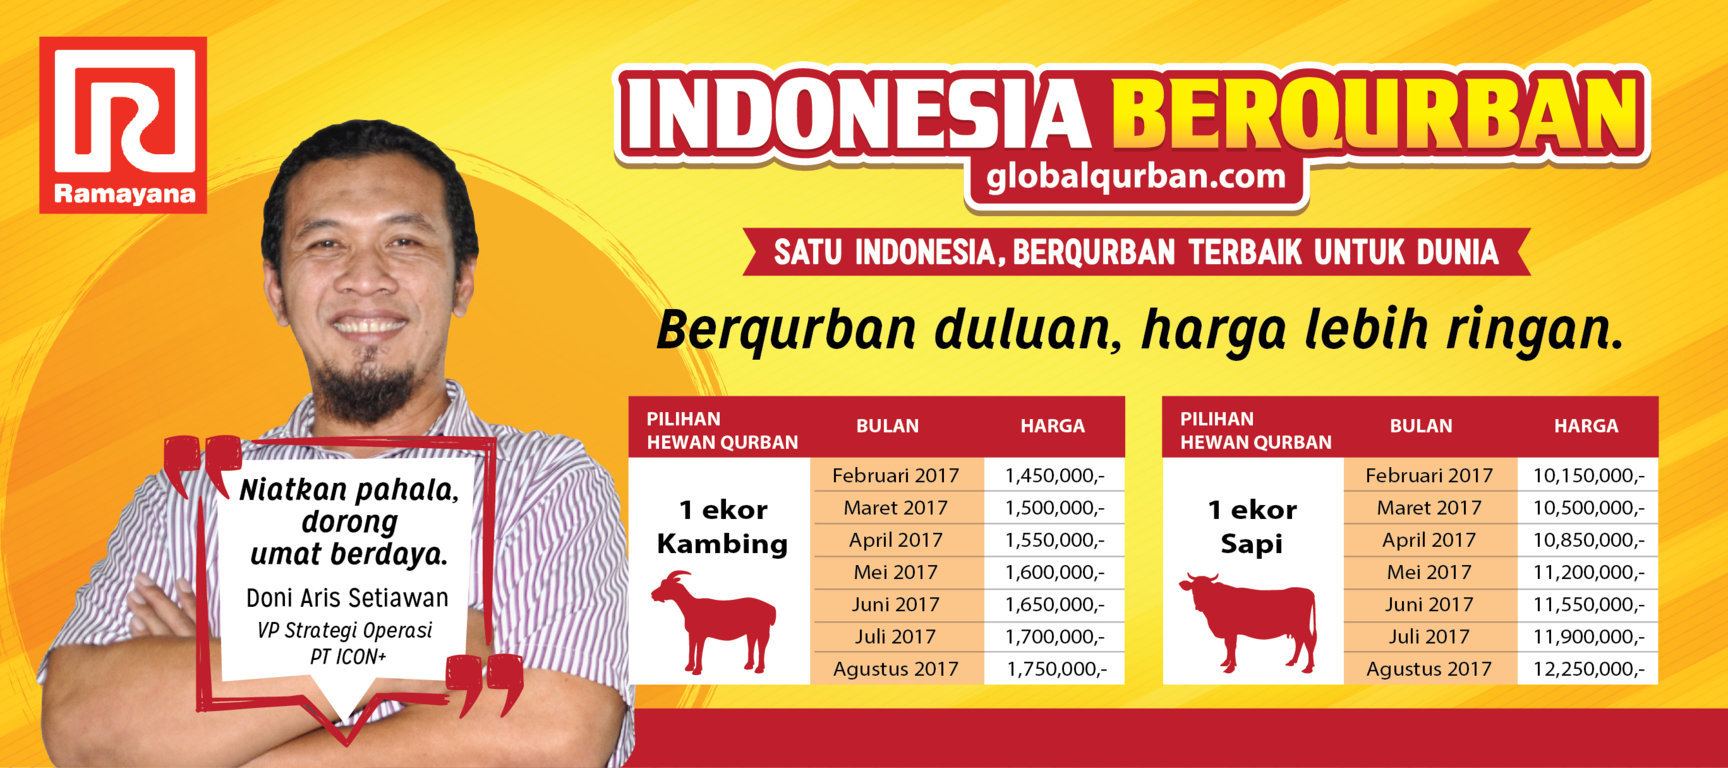 Ramayana
INDONESIA BERQURBAN
globalqurban.com
SATU INDONESIA, BERQURBAN TERBAIK UNTUK DUNIA
Berqurban duluan, harga lebih ringan.
Niatkan pahala,
dorong
umat berdaya.
Doni Aris Setiawan
VP Strategi Operasi
PT ICON+
PILIHAN
HEWAN QURBAN
BULAN
HARGA
1 ekor
Kambing
Februari 2017 1,450,000,-
Maret 2017 1,500,000,-
April 2017 1,550,000,-
Mei 2017 1,600,000,-
Juni 2017 1,650,000,-
Juli 2017 1,700,000,-
Agustus 2017 1,750,000,-
PILIHAN
HEWAN QURBAN
BULAN
HARGA
1 ekor
Sapi
Februari 2017 10,150,000,-
Maret 2017 10,500,000,-
April 2017 10,850,000,-
Mei 2017 11,200,000,-
Juni 2017 11,550,000,-
Juli 2017 11,900,000,-
Agustus 2017 12,250,000,-